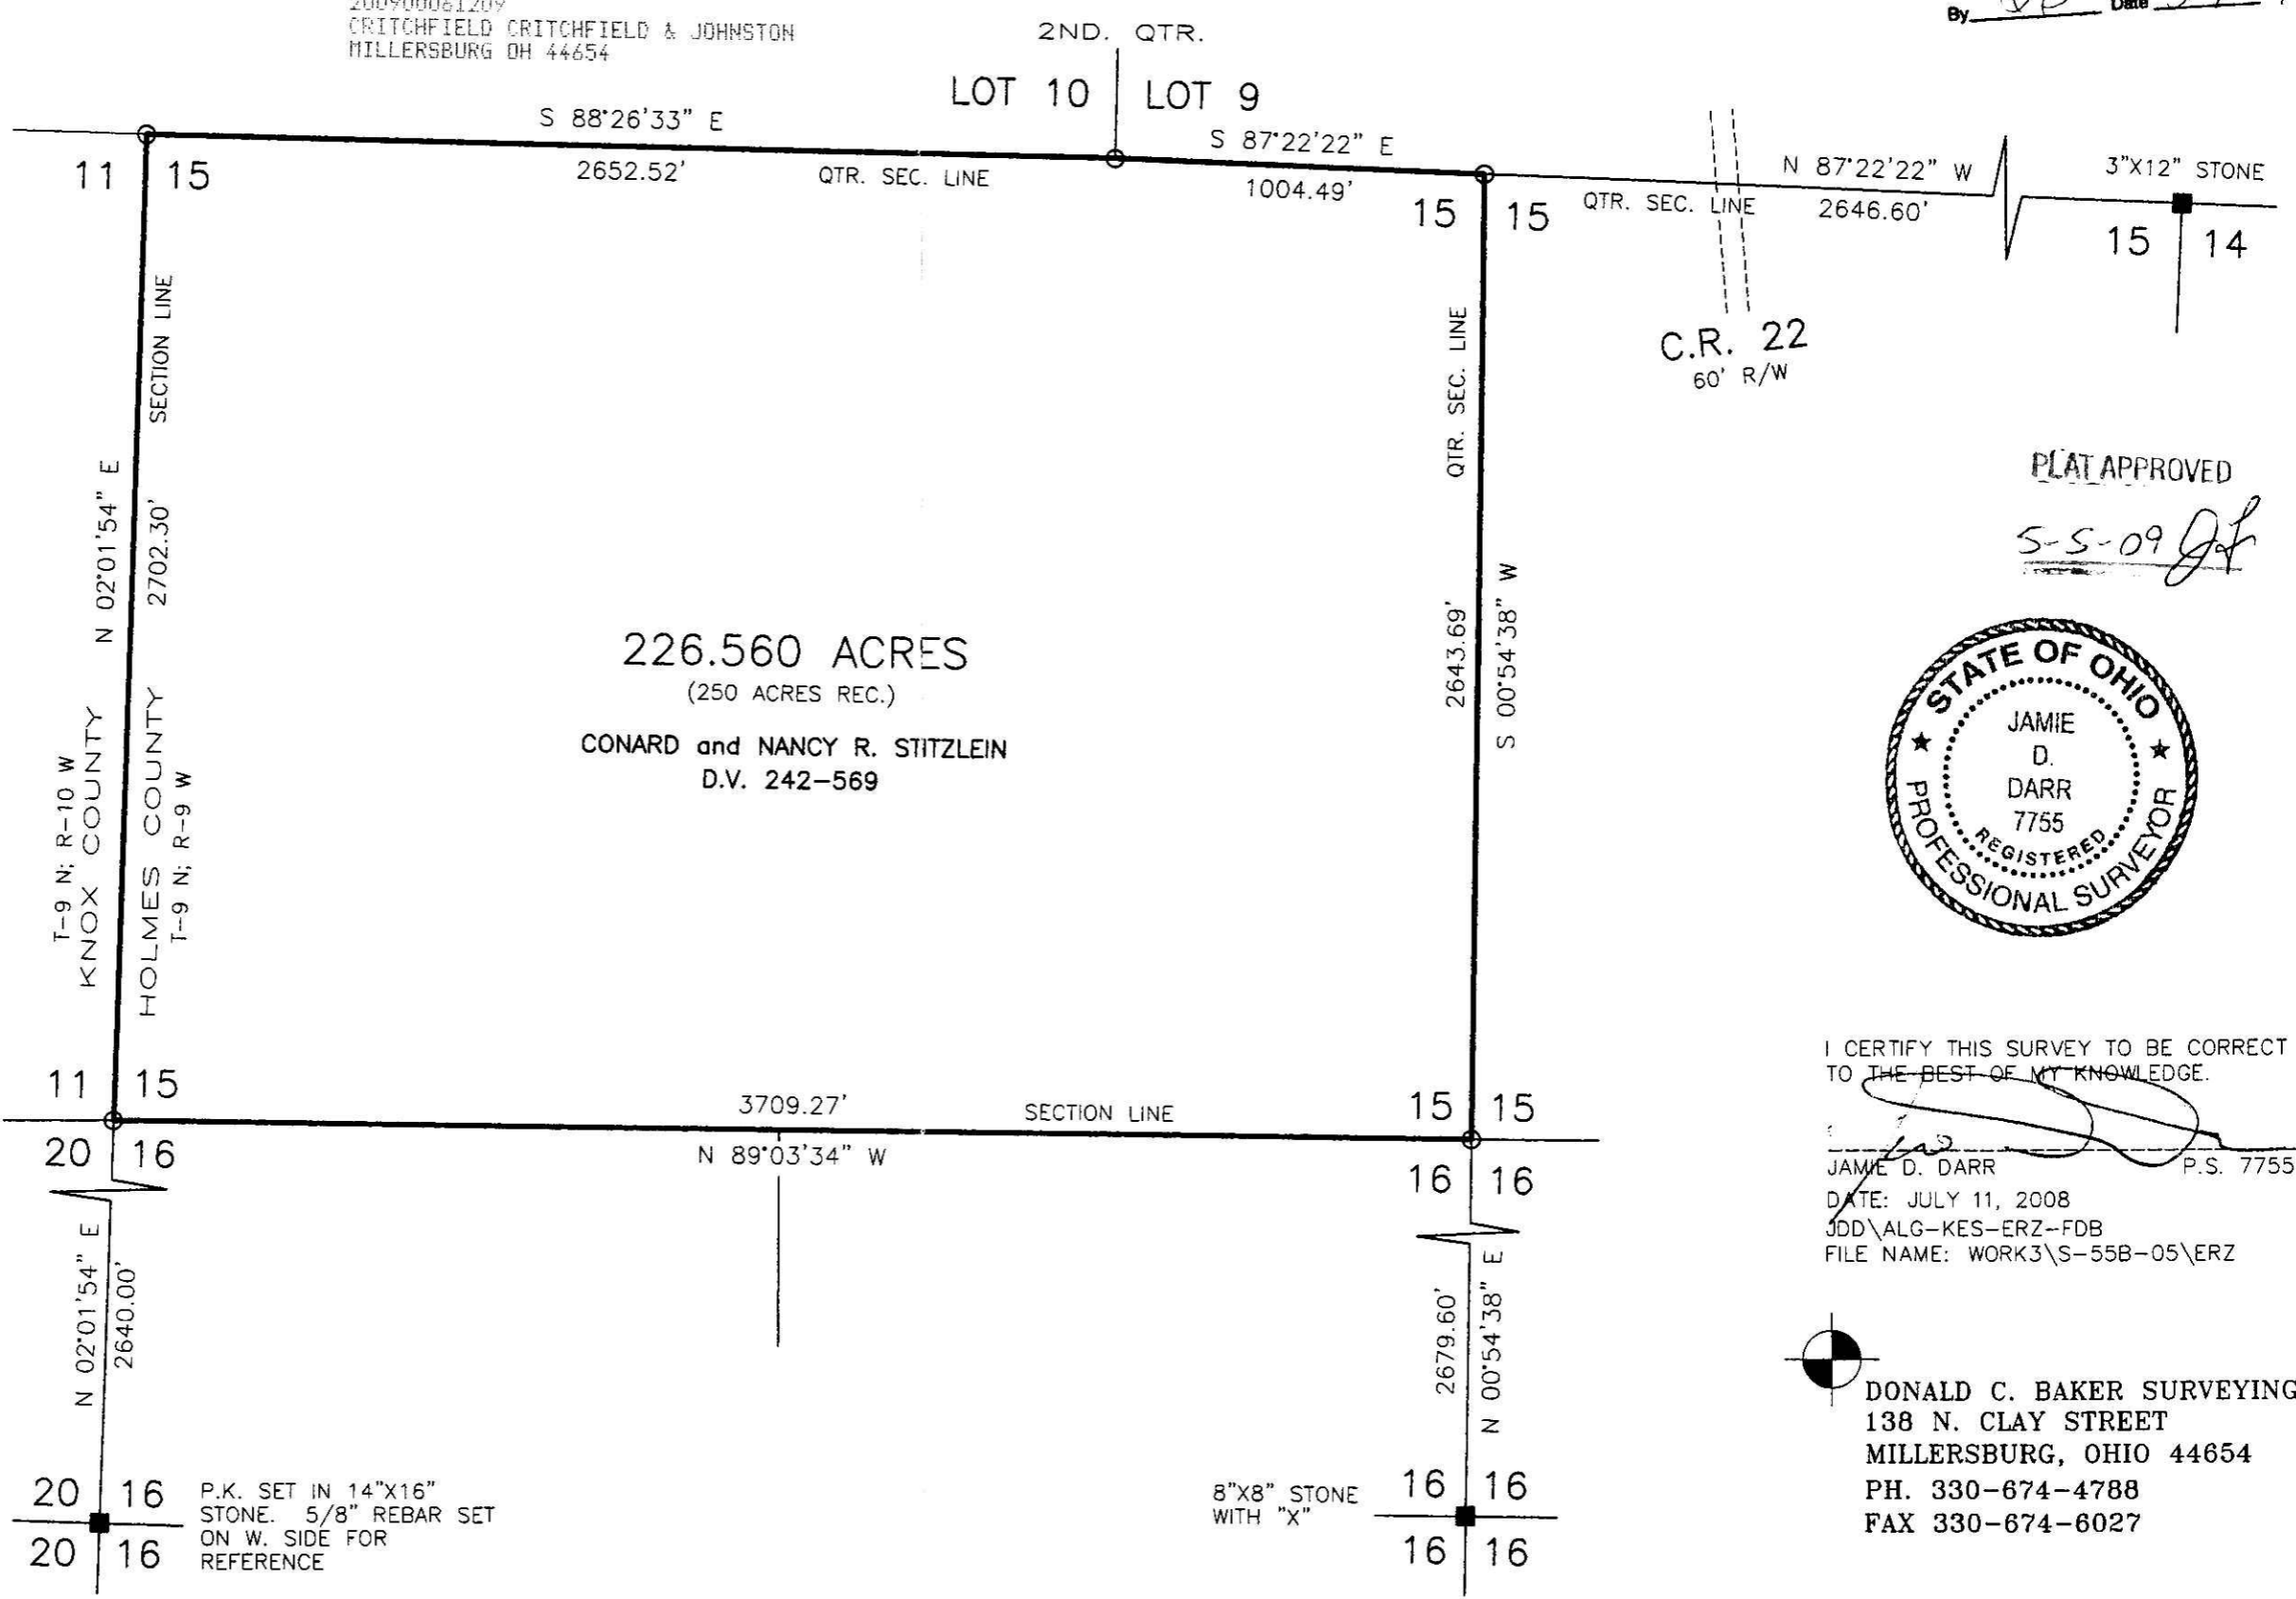 200900061209
CRITCHFIELD CRITCHFIELD & JOHNSTON
MILLERSBURG OH 44654
By Date
2ND. QTR.
LOT 10 LOT 9
S 88°26'33" E
2652.52' QTR. SEC. LINE
S 87°22'22" E
1004.49'
N 87°22'22" W
QTR. SEC. LINE 2646.60'
3"X12" STONE
11 15
15 15
15 14
C.R. 22
60' R/W
SECTION LINE
N 02°01'54" E
2702.30'
T-9 N; R-10 W
KNOX COUNTY
HOLMES COUNTY
T-9 N; R-9 W
QTR. SEC. LINE
2643.69'
S 00°54'38" W
226.560 ACRES
(250 ACRES REC.)
CONARD and NANCY R. STITZLEIN
D.V. 242-569
PLAT APPROVED
5-5-09
STATE OF OHIO
JAMIE
D.
DARR
7755
REGISTERED
PROFESSIONAL SURVEYOR
11 15
20 16
3709.27' SECTION LINE
N 89°03'34" W
15 15
16 16
I CERTIFY THIS SURVEY TO BE CORRECT
TO THE BEST OF MY KNOWLEDGE.
JAMIE D. DARR P.S. 7755
DATE: JULY 11, 2008
JDD\ALG-KES-ERZ-FDB
FILE NAME: WORK3\S-55B-05\ERZ
N 02°01'54" E
2640.00'
2679.60'
N 00°54'38" E
20 16
20 16
P.K. SET IN 14"X16"
STONE. 5/8" REBAR SET
ON W. SIDE FOR
REFERENCE
8"X8" STONE
WITH "X"
16 16
16 16
DONALD C. BAKER SURVEYING
138 N. CLAY STREET
MILLERSBURG, OHIO 44654
PH. 330-674-4788
FAX 330-674-6027